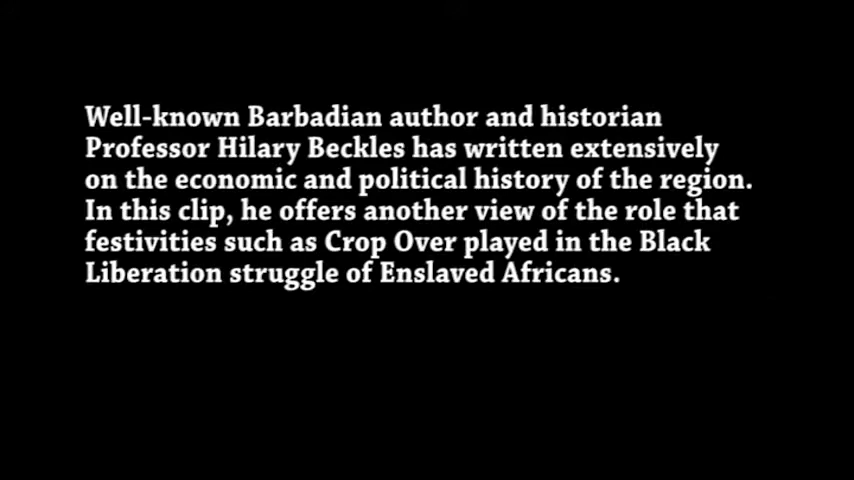 Well-known Barbadian author and historian
Professor Hilary Beckles has written extensively
on the economic and political history of the region.
In this clip, he offers another view of the role that
festivities such as Crop Over played in the Black
Liberation struggle of Enslaved Africans.